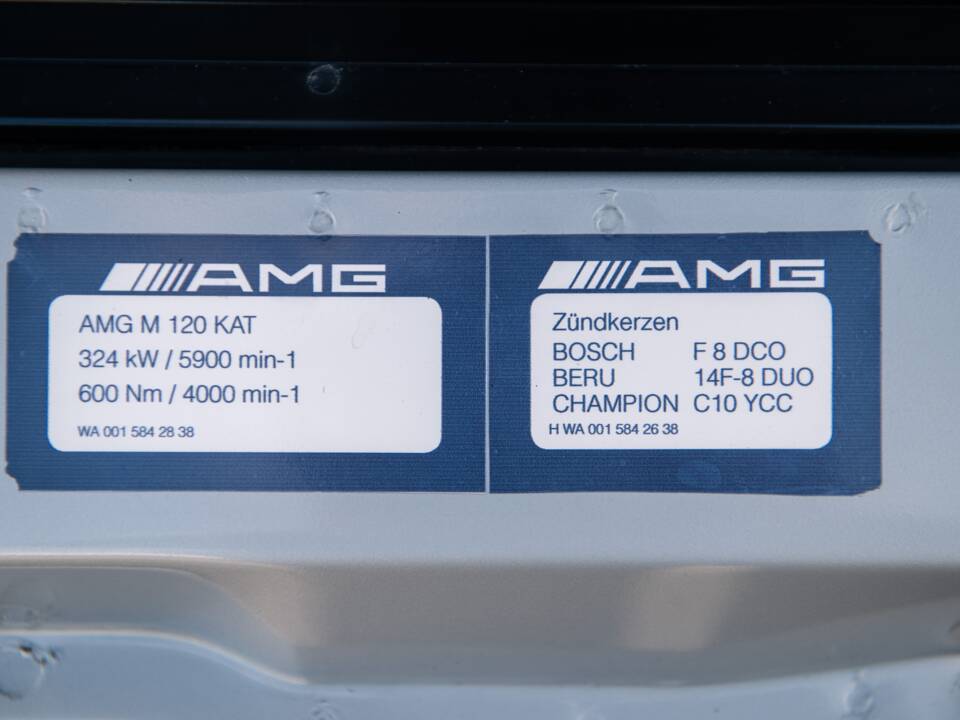 AMG
AMG M 120 KAT
324 kW / 5900 min-1
600 Nm / 4000 min-1
WA 001 584 28 38
AMG
Zündkerzen
BOSCH F 8 DCO
BERU 14F-8 DUO
CHAMPION C10 YCC
H WA 001 584 26 38